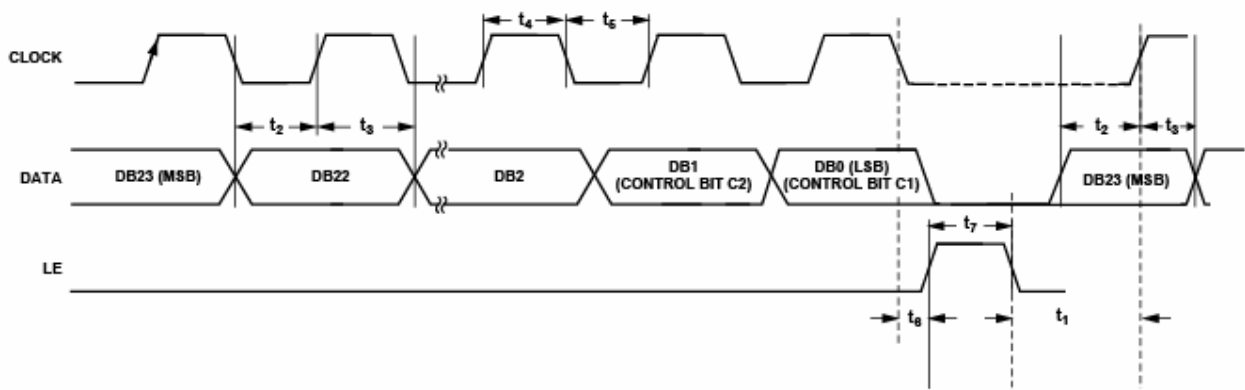 t4 t5
CLOCK
t2 t3 t2 t3
DATA DB23 (MSB) DB22 DB2 DB1 (CONTROL BIT C2) DB0 (LSB) (CONTROL BIT C1) DB23 (MSB)
t7
LE
t6 t1